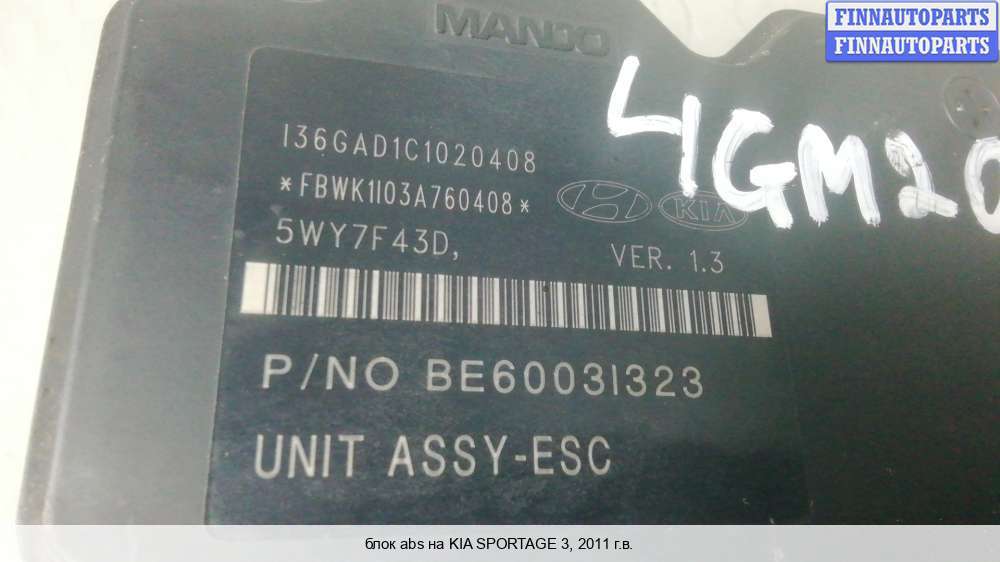 FINNAUTOPARTS
FINNAUTOPARTS
MANDO
I36GAD1C1020408
*FBWK1I03A760408*
KIA
5WY7F43D, VER. 1.3
4IGM20
P/NO BE6003I323
UNIT ASSY-ESC
блок abs на KIA SPORTAGE 3, 2011 г.в.